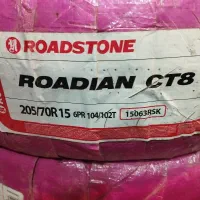 ROADSTONE
ROADIAN CT8
205/70R15 6PR 104/102T 15063RSK